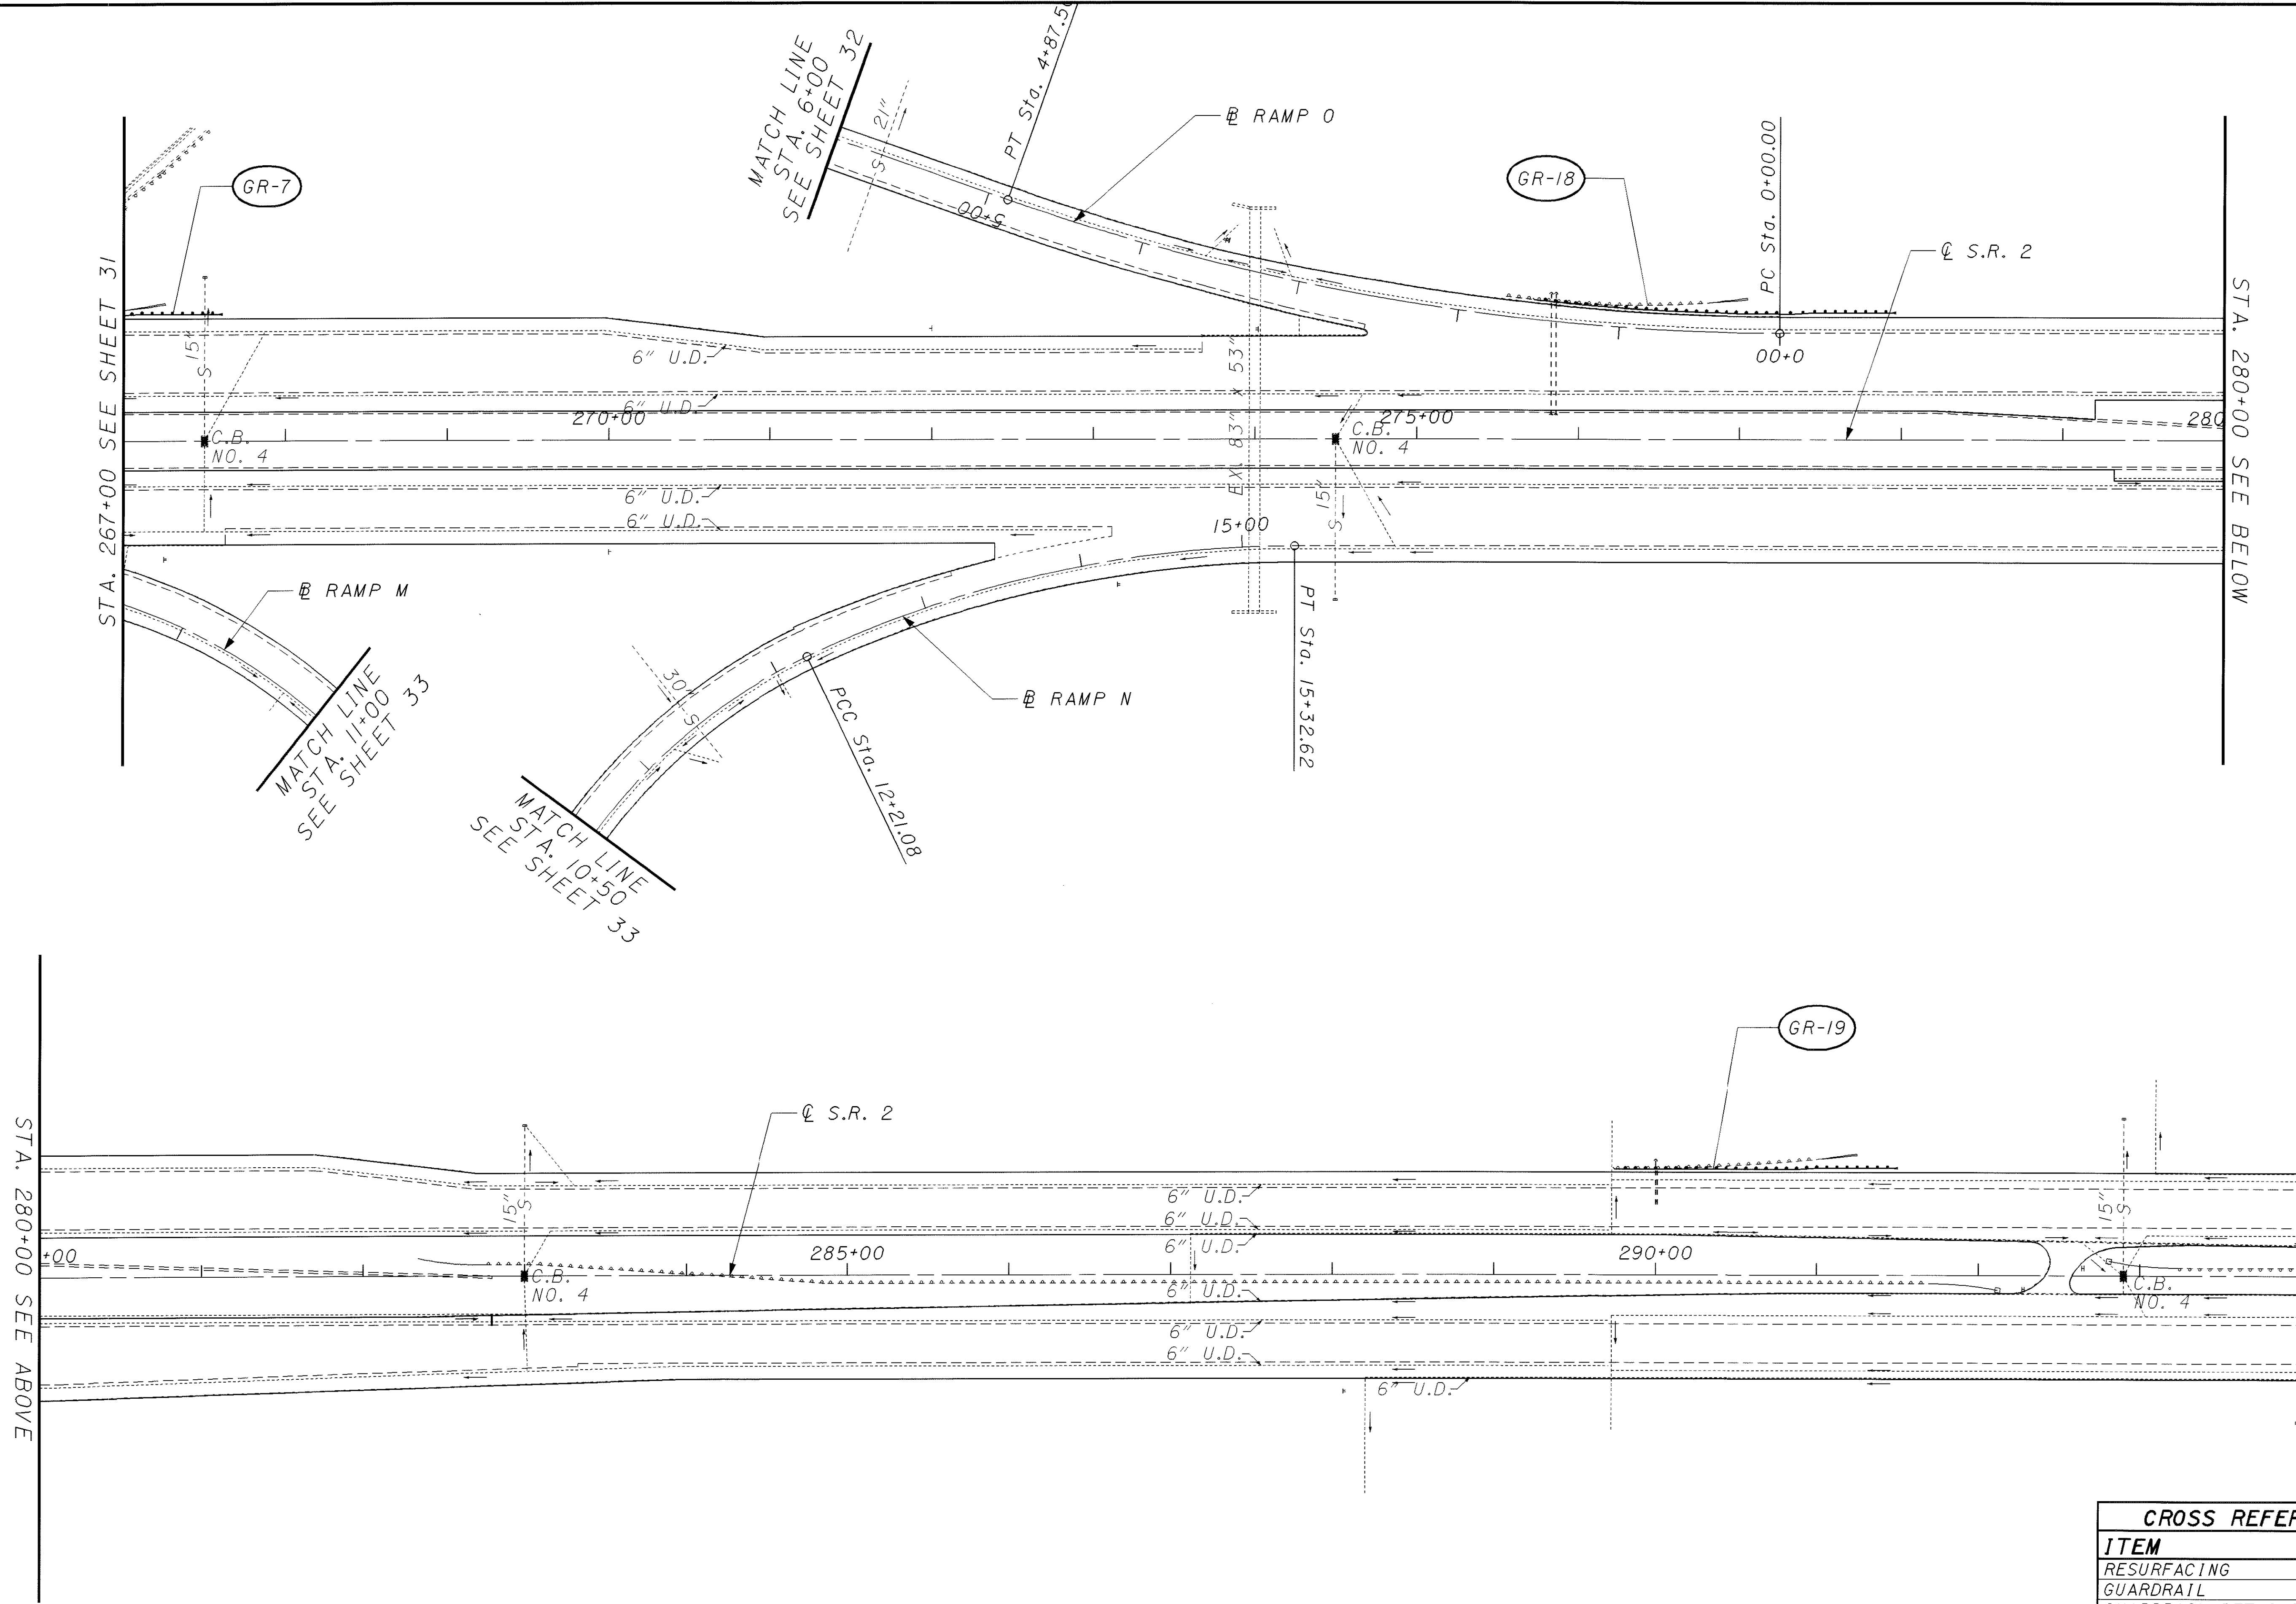 MATCH LINE
STA. 6+00
SEE SHEET 32
S 21"
PT Sta. 4+87.50
℄ RAMP O
GR-7
GR-18
PC Sta. 0+00.00
℄ S.R. 2
5+00
0+00
STA. 267+00 SEE SHEET 31
STA. 280+00 SEE BELOW
S 15"
6" U.D.
EX. 83" x 53"
6" U.D.
270+00
275+00
280
C.B.
NO. 4
C.B.
NO. 4
6" U.D.
6" U.D.
S 15"
15+00
℄ RAMP M
MATCH LINE
STA. 11+00
SEE SHEET 33
30"
S
PCC Sta. 12+21.08
℄ RAMP N
PT Sta. 15+32.62
MATCH LINE
STA. 10+50
SEE SHEET 33
GR-19
℄ S.R. 2
STA. 280+00 SEE ABOVE
15"
S
6" U.D.
6" U.D.
6" U.D.
15"
S
+00
285+00
290+00
C.B.
NO. 4
6" U.D.
C.B.
NO. 4
6" U.D.
6" U.D.
6" U.D.
CROSS REFER
ITEM
RESURFACING
GUARDRAIL